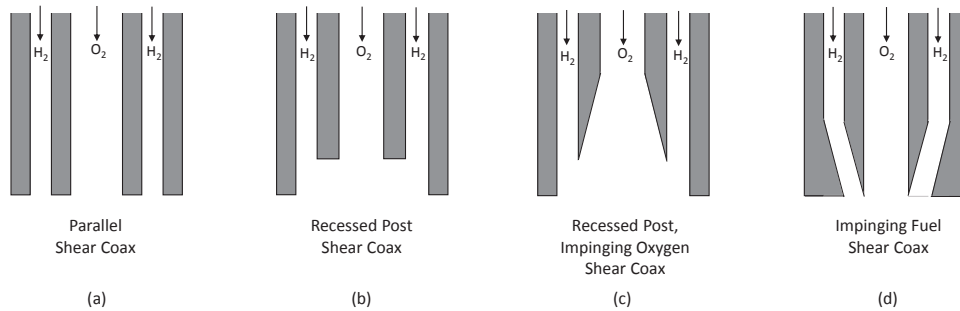 H₂ O₂ H₂
H₂ O₂ H₂
H₂ O₂ H₂
H₂ O₂ H₂
Parallel
Shear Coax
Recessed Post
Shear Coax
Recessed Post,
Impinging Oxygen
Shear Coax
Impinging Fuel
Shear Coax
(a)
(b)
(c)
(d)